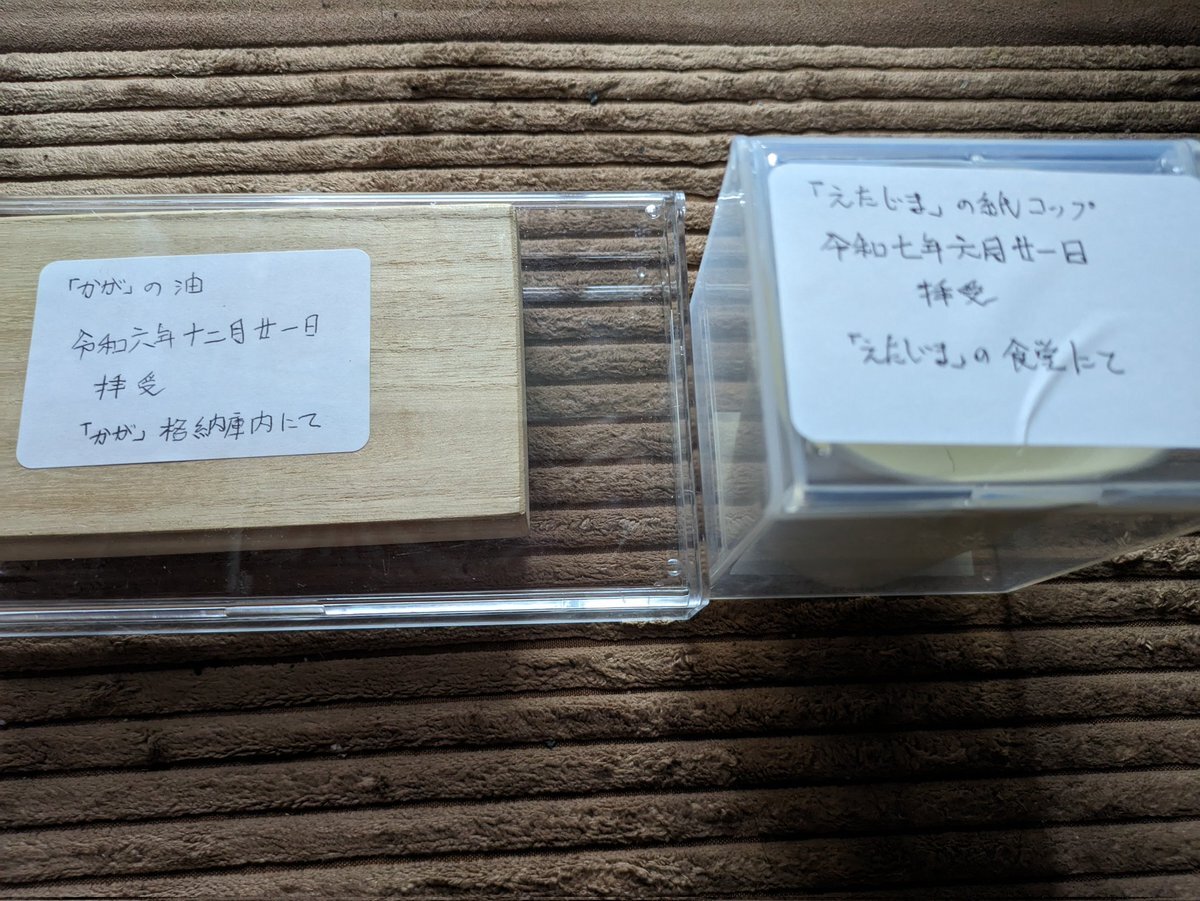 「かが」の油
令和六年十二月廿一日
拝受
「かが」格納庫内にて
「えたじま」の紙コップ
令和七年六月廿一日
拝受
「えたじま」の食堂にて